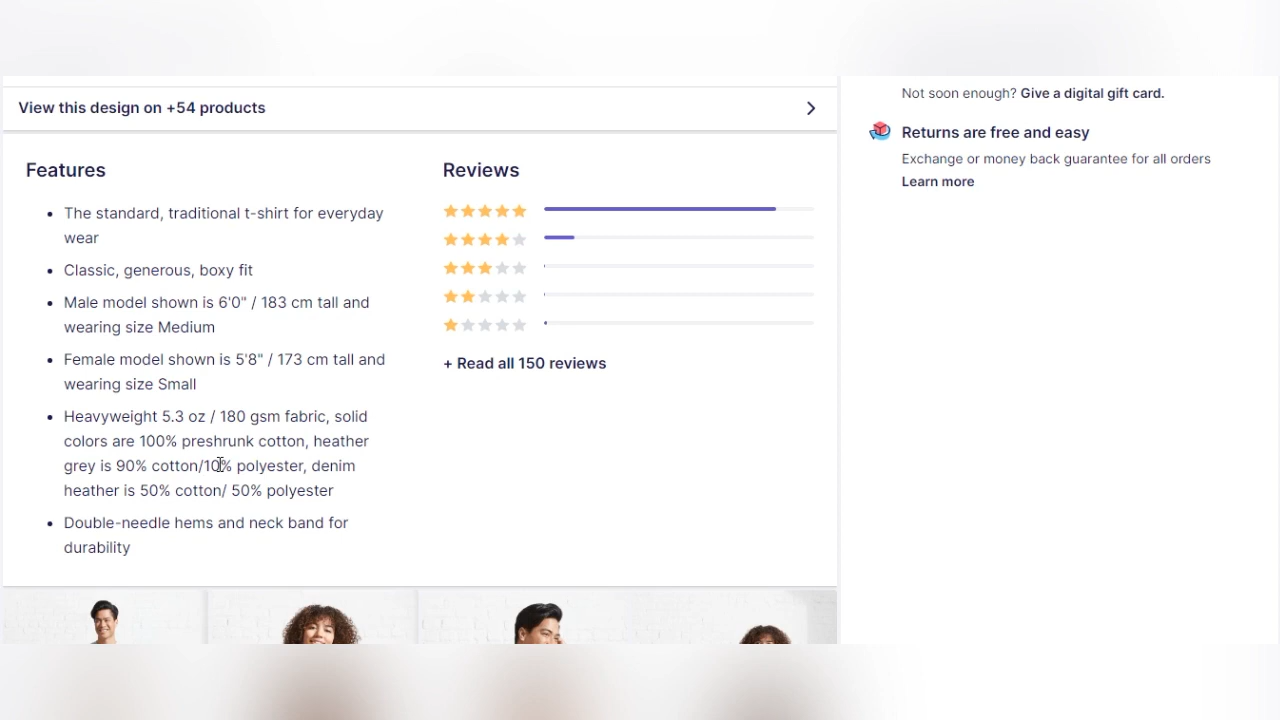 View this design on +54 products
Features
The standard, traditional t-shirt for everyday
wear
Classic, generous, boxy fit
Male model shown is 6'0" / 183 cm tall and
wearing size Medium
Female model shown is 5'8" / 173 cm tall and
wearing size Small
Heavyweight 5.3 oz / 180 gsm fabric, solid
colors are 100% preshrunk cotton, heather
grey is 90% cotton/10% polyester, denim
heather is 50% cotton/ 50% polyester
Double-needle hems and neck band for
durability
Reviews
+ Read all 150 reviews
Not soon enough? Give a digital gift card.
Returns are free and easy
Exchange or money back guarantee for all orders
Learn more